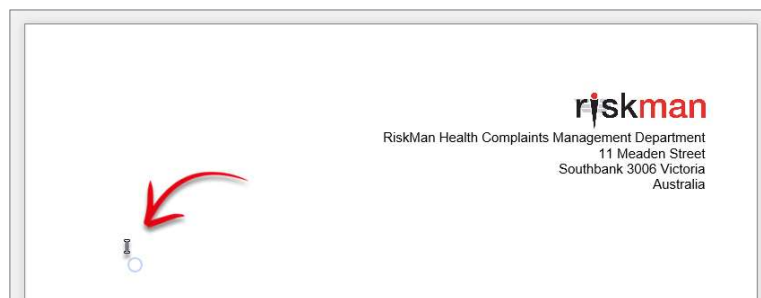 riskman
RiskMan Health Complaints Management Department
11 Meaden Street
Southbank 3006 Victoria
Australia